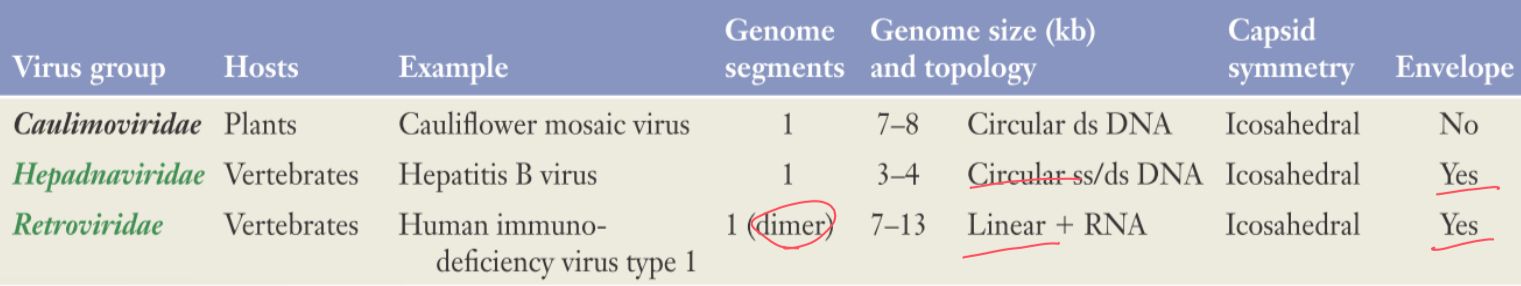 Genome Genome size (kb) Capsid
Virus group Hosts Example segments and topology symmetry Envelope
Caulimoviridae Plants Cauliflower mosaic virus 1 7–8 Circular ds DNA Icosahedral No
Hepadnaviridae Vertebrates Hepatitis B virus 1 3–4 Circular ss/ds DNA Icosahedral Yes
Retroviridae Vertebrates Human immuno- 1 (dimer) 7–13 Linear + RNA Icosahedral Yes
deficiency virus type 1